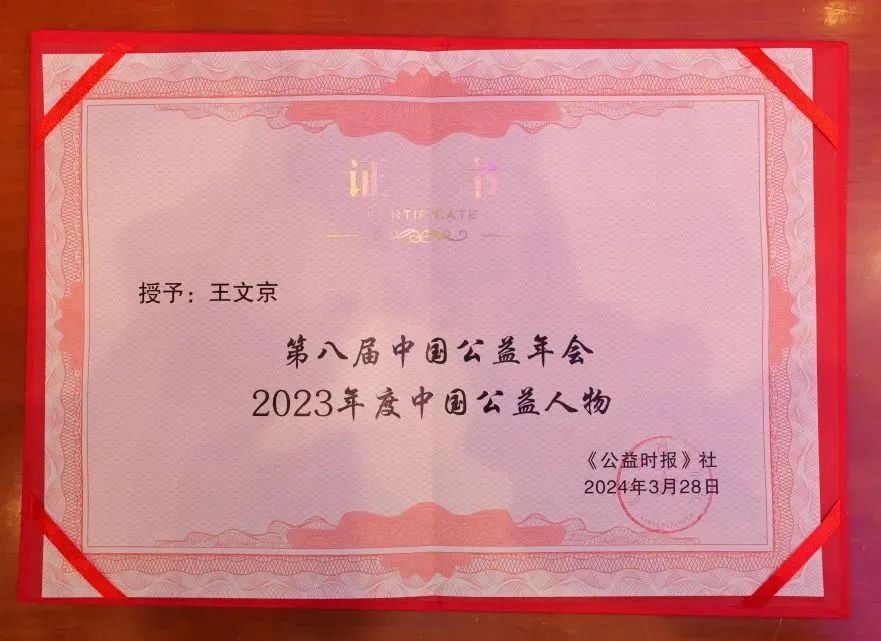 证 书
CERTIFICATE
授予：王文京
第八届中国公益年会
2023年度中国公益人物
《公益时报》社
2024年3月28日